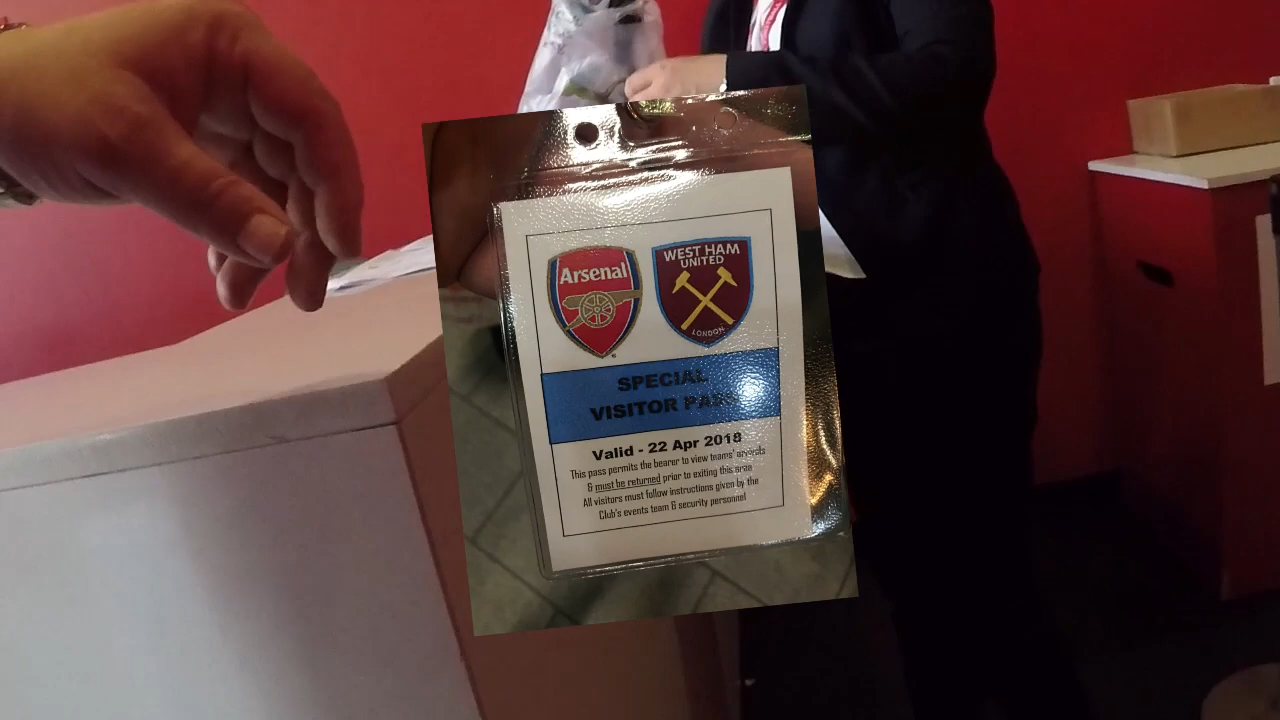 Arsenal
WEST HAM
UNITED
LONDON
SPECIAL
VISITOR PASS
Valid - 22 Apr 2018
This pass permits the bearer to view teams' arrivals
& must be returned prior to exiting this area
All visitors must follow instructions given by the
Club's events team & security personnel